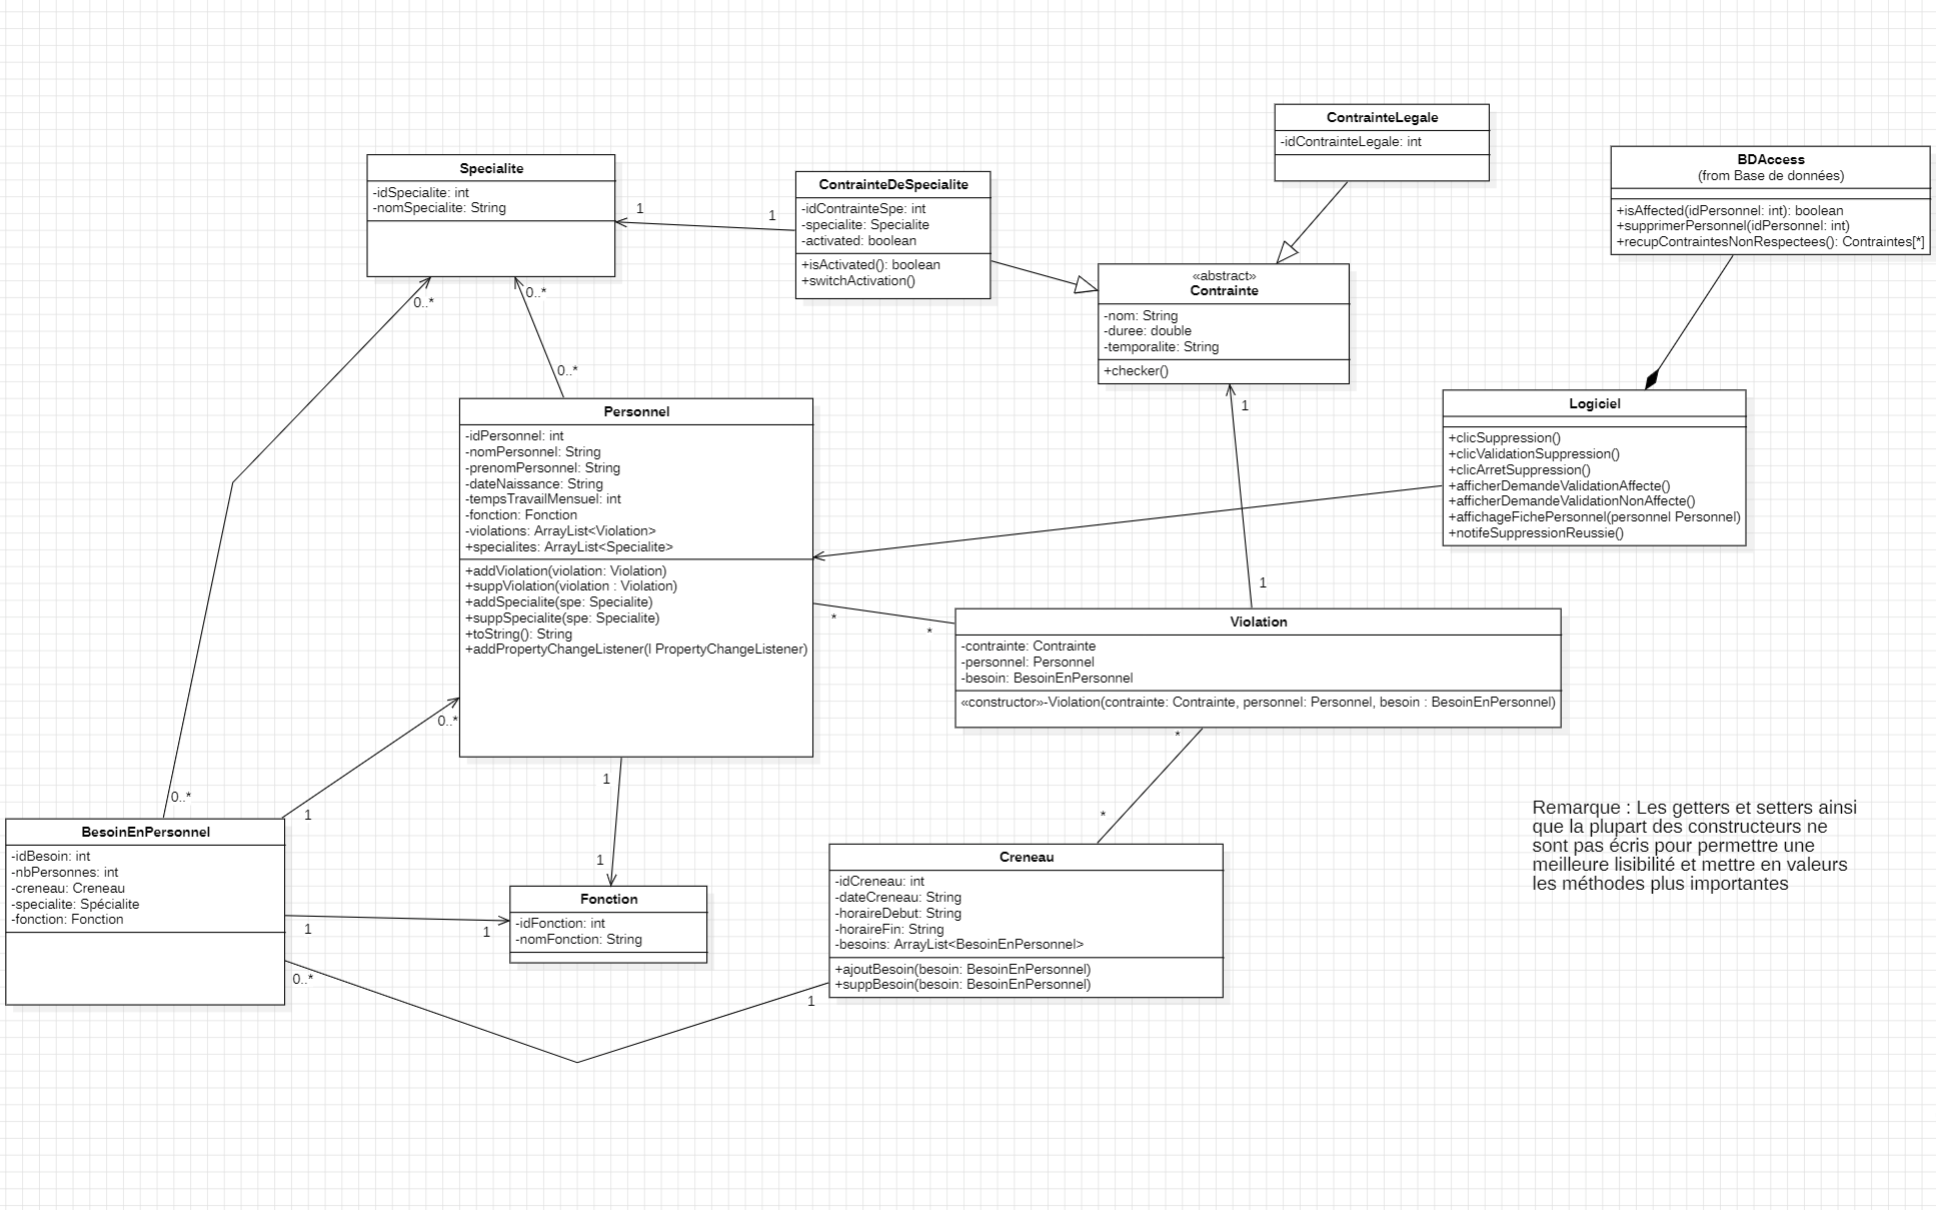 ContrainteLegale
-idContrainteLegale: int
BDAccess
(from Base de données)
+isAffected(idPersonnel: int): boolean
+supprimerPersonnel(idPersonnel: int)
+recupContraintesNonRespectees(): Contraintes[*]
Specialite
-idSpecialite: int
-nomSpecialite: String
1
1
ContrainteDeSpecialite
-idContrainteSpe: int
-specialite: Specialite
-activated: boolean
+isActivated(): boolean
+switchActivation()
«abstract»
Contrainte
-nom: String
-duree: double
-temporalite: String
+checker()
0..*
0..*
0..*
1
Logiciel
+clicSuppression()
+clicValidationSuppression()
+clicArretSuppression()
+afficherDemandeValidationAffecte()
+afficherDemandeValidationNonAffecte()
+affichageFichePersonnel(personnel Personnel)
+notifeSuppressionReussie()
Personnel
-idPersonnel: int
-nomPersonnel: String
-prenomPersonnel: String
-dateNaissance: String
-tempsTravailMensuel: int
-fonction: Fonction
-violations: ArrayList<Violation>
+specialites: ArrayList<Specialite>
+addViolation(violation: Violation)
+suppViolation(violation : Violation)
+addSpecialite(spe: Specialite)
+suppSpecialite(spe: Specialite)
+toString(): String
+addPropertyChangeListener(l PropertyChangeListener)
1
*
*
Violation
-contrainte: Contrainte
-personnel: Personnel
-besoin: BesoinEnPersonnel
«constructor»-Violation(contrainte: Contrainte, personnel: Personnel, besoin : BesoinEnPersonnel)
0..*
*
1
0..*
1
*
1
BesoinEnPersonnel
-idBesoin: int
-nbPersonnes: int
-creneau: Creneau
-specialite: Spécialite
-fonction: Fonction
1
1
0..*
Fonction
-idFonction: int
-nomFonction: String
Creneau
-idCreneau: int
-dateCreneau: String
-horaireDebut: String
-horaireFin: String
-besoins: ArrayList<BesoinEnPersonnel>
+ajoutBesoin(besoin: BesoinEnPersonnel)
+suppBesoin(besoin: BesoinEnPersonnel)
1
Remarque : Les getters et setters ainsi
que la plupart des constructeurs ne
sont pas écris pour permettre une
meilleure lisibilité et mettre en valeurs
les méthodes plus importantes